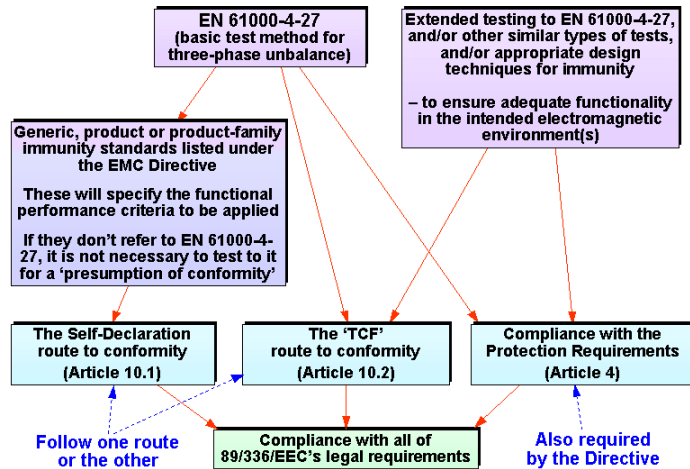 EN 61000-4-27
(basic test method for
three-phase unbalance)
Extended testing to EN 61000-4-27,
and/or other similar types of tests,
and/or appropriate design
techniques for immunity
– to ensure adequate functionality
in the intended electromagnetic
environment(s)
Generic, product or product-family
immunity standards listed under
the EMC Directive
These will specify the functional
performance criteria to be applied
If they don't refer to EN 61000-4-
27, it is not necessary to test to it
for a 'presumption of conformity'
The Self-Declaration
route to conformity
(Article 10.1)
The 'TCF'
route to conformity
(Article 10.2)
Compliance with the
Protection Requirements
(Article 4)
Follow one route
or the other
Compliance with all of
89/336/EEC's legal requirements
Also required
by the Directive